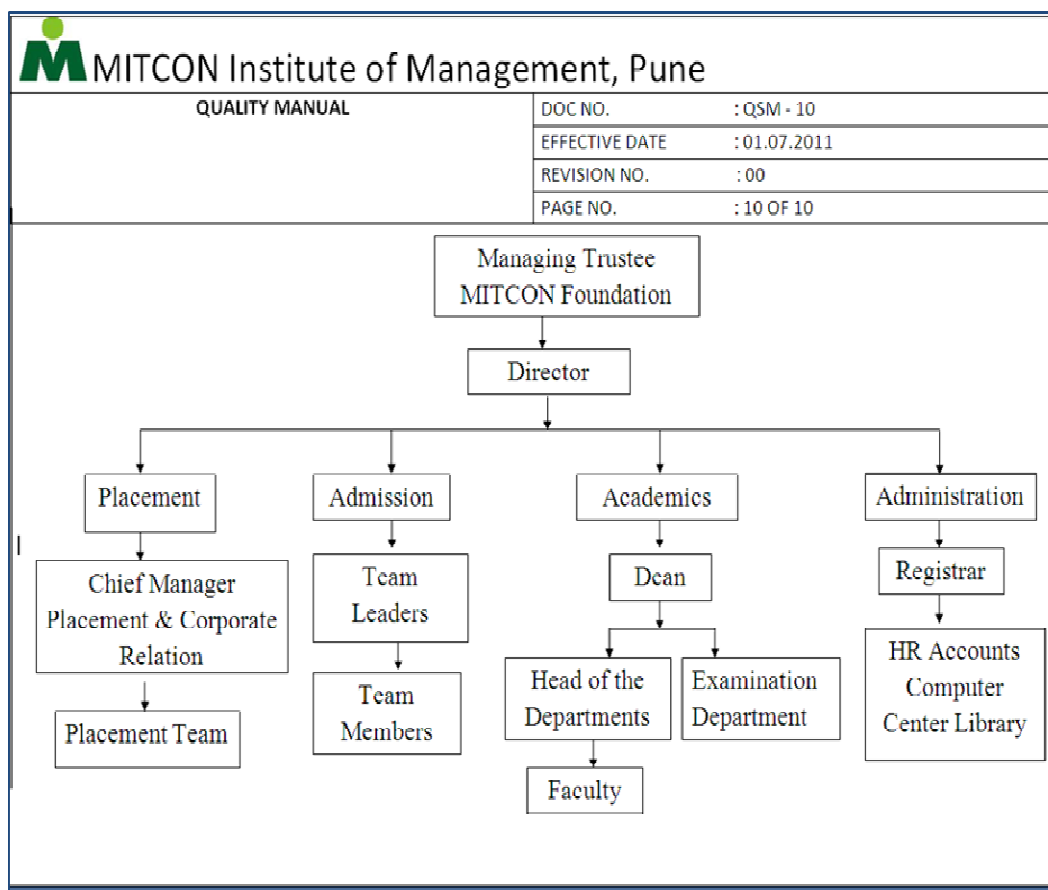 MITCON Institute of Management, Pune
QUALITY MANUAL
DOC NO. : QSM - 10
EFFECTIVE DATE : 01.07.2011
REVISION NO. : 00
PAGE NO. : 10 OF 10
Managing Trustee
MITCON Foundation
Director
Placement
Admission
Academics
Administration
Chief Manager
Placement & Corporate
Relation
Team
Leaders
Dean
Registrar
Placement Team
Team
Members
Head of the
Departments
Examination
Department
HR Accounts
Computer
Center Library
Faculty